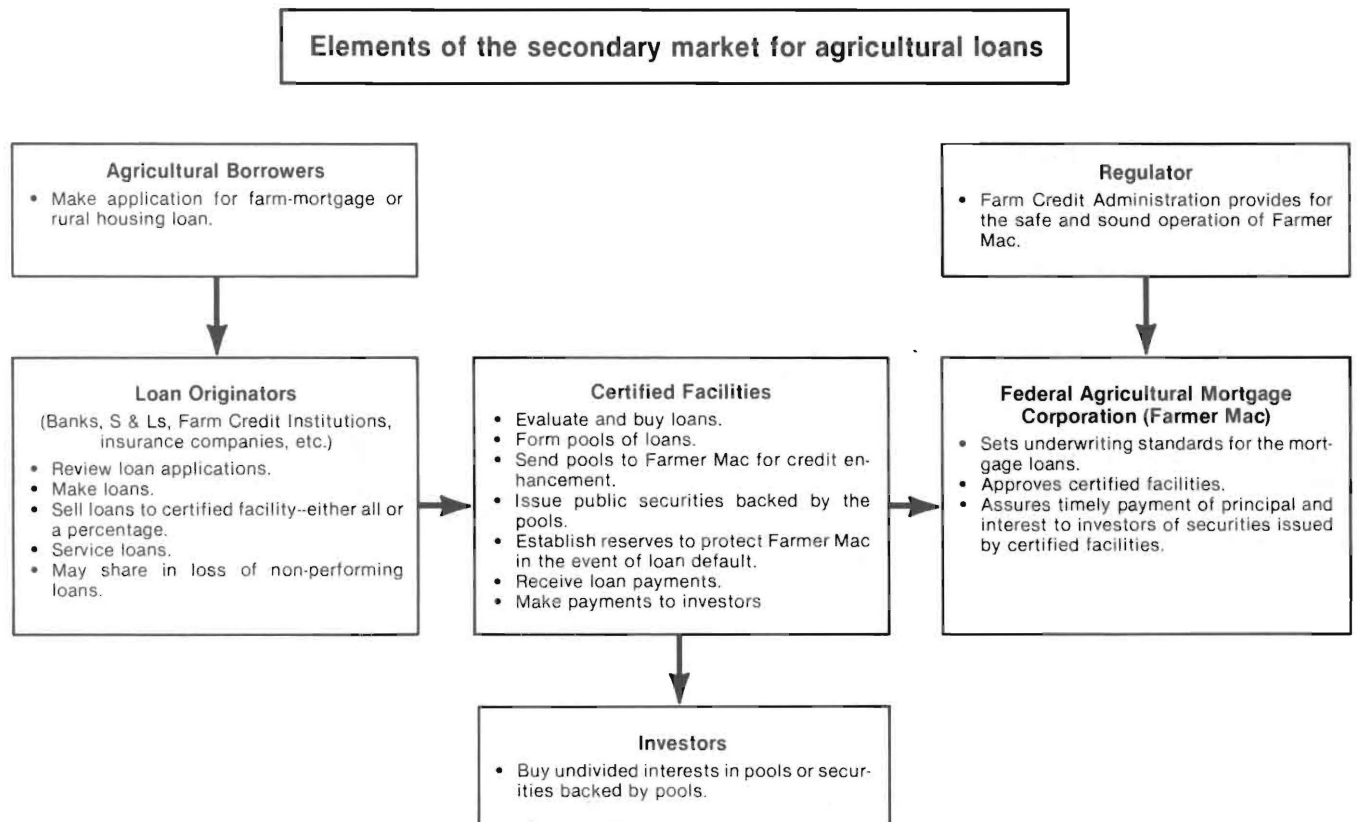 Elements of the secondary market for agricultural loans
Agricultural Borrowers
• Make application for farm-mortgage or
rural housing loan.
Regulator
• Farm Credit Administration provides for
the safe and sound operation of Farmer
Mac.
Loan Originators
(Banks, S & Ls, Farm Credit Institutions,
insurance companies, etc.)
• Review loan applications.
• Make loans.
• Sell loans to certified facility--either all or
a percentage.
• Service loans.
• May share in loss of non-performing
loans.
Certified Facilities
• Evaluate and buy loans.
• Form pools of loans.
• Send pools to Farmer Mac for credit en-
hancement.
• Issue public securities backed by the
pools.
• Establish reserves to protect Farmer Mac
in the event of loan default.
• Receive loan payments.
• Make payments to investors
Federal Agricultural Mortgage
Corporation (Farmer Mac)
• Sets underwriting standards for the mort-
gage loans.
• Approves certified facilities.
• Assures timely payment of principal and
interest to investors of securities issued
by certified facilities.
Investors
• Buy undivided interests in pools or secur-
ities backed by pools.